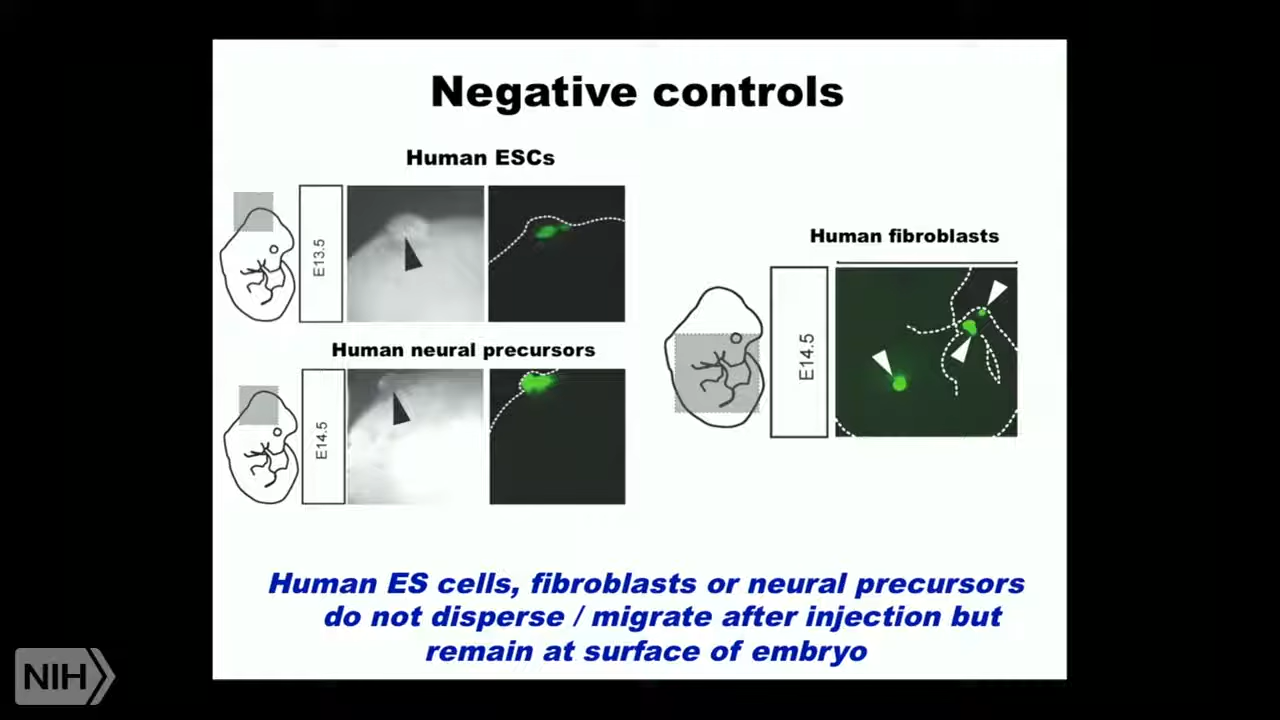 Negative controls
Human ESCs
E13.5
Human neural precursors
E14.5
Human fibroblasts
E14.5
Human ES cells, fibroblasts or neural precursors
do not disperse / migrate after injection but
remain at surface of embryo
NIH